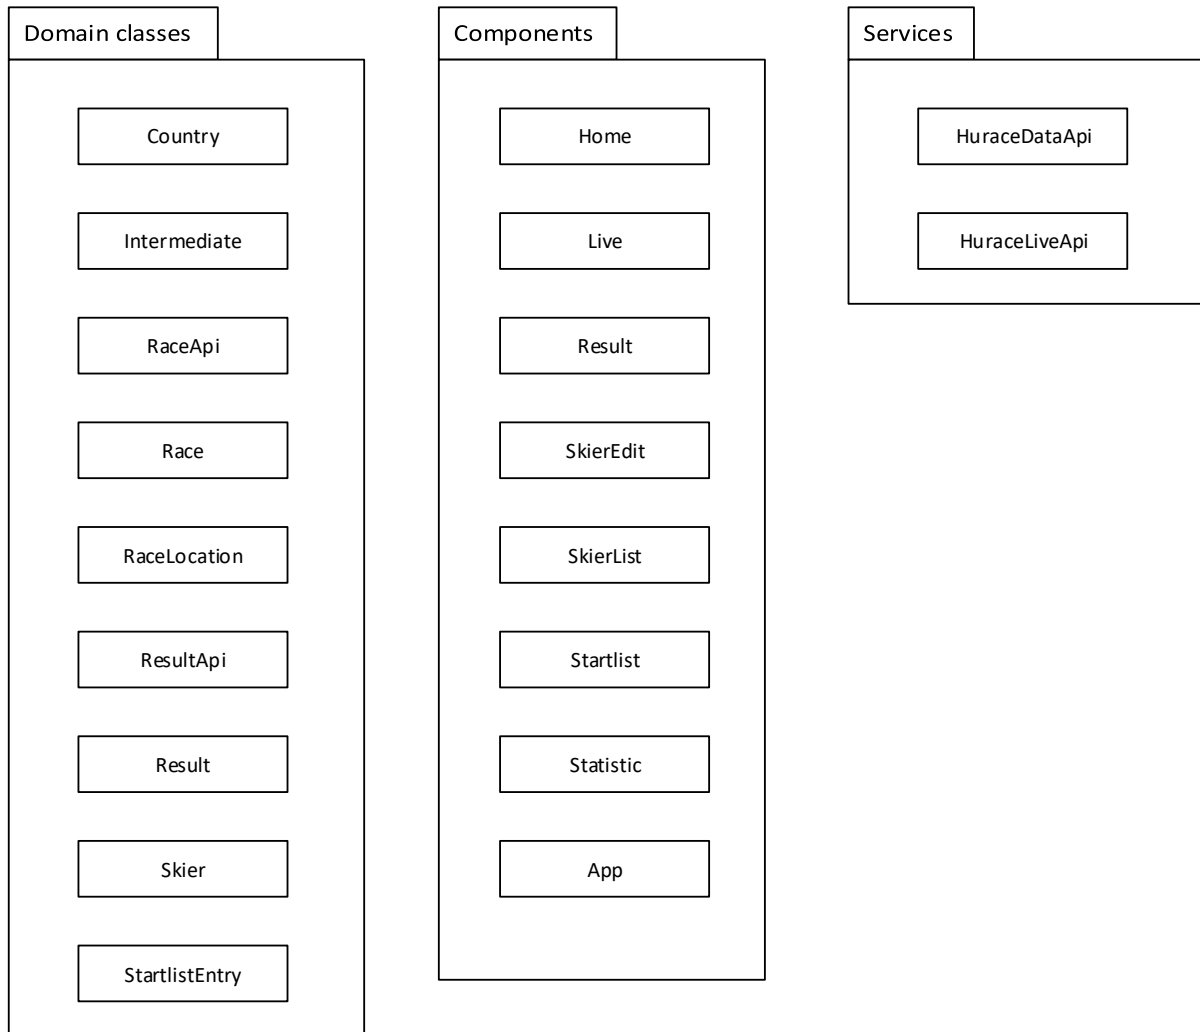 Domain classes
Country
Intermediate
RaceApi
Race
RaceLocation
ResultApi
Result
Skier
StartlistEntry
Components
Home
Live
Result
SkierEdit
SkierList
Startlist
Statistic
App
Services
HuraceDataApi
HuraceLiveApi